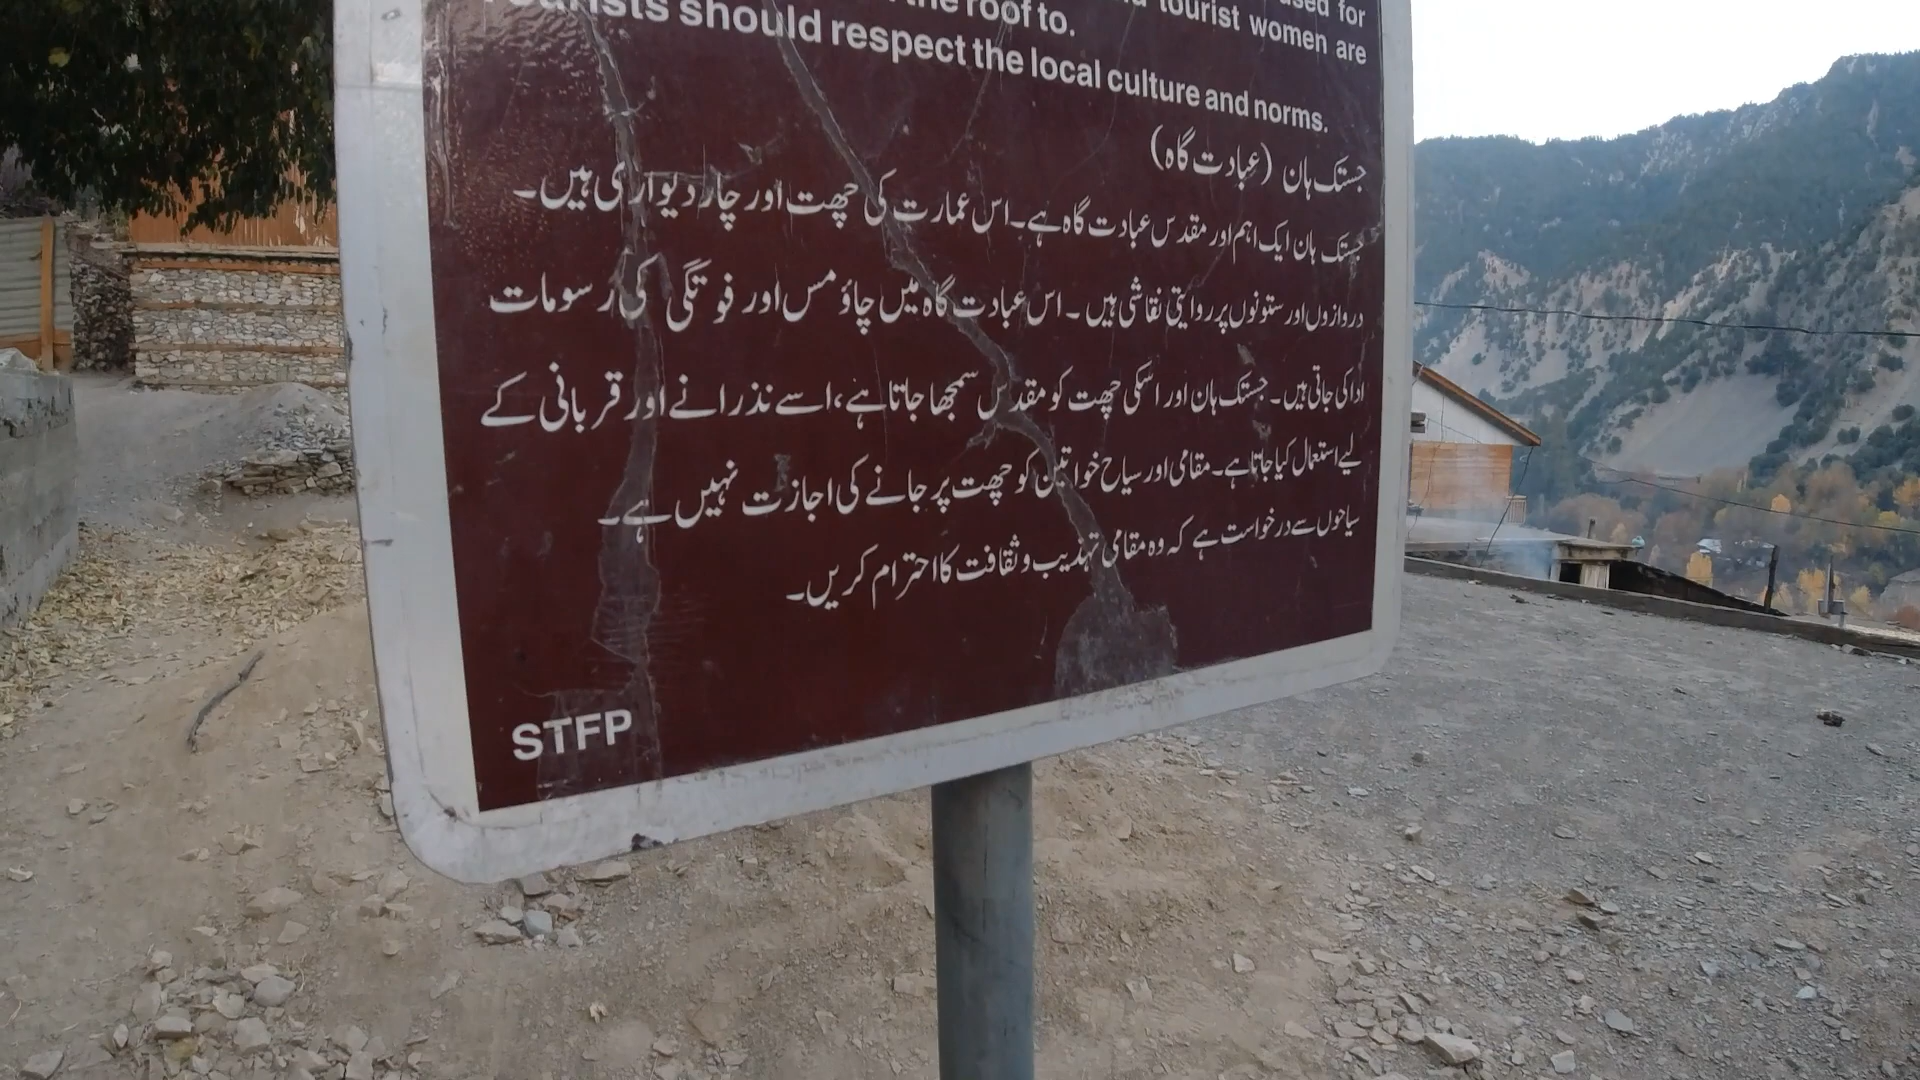 used for
the roof to.
tourist women are
should respect the local culture and norms.
جستک ہان (عبادت گاہ)
جستک ہان ایک اہم اور مقدس عبادت گاہ ہے۔ اس عمارت کی چھت اور چار دیواری ہیں۔
دروازوں اور ستونوں پر روایتی نقاشی ہیں۔ اس عبادت گاہ میں چاؤمس اور فوتگی کی رسومات
ادا کی جاتی ہیں۔ جستک ہان اور اسکی چھت کو مقدس سمجھا جاتا ہے، اسے نذرانے اور قربانی کے
لیے استعمال کیا جاتا ہے۔ مقامی اور سیاح خواتین کو چھت پر جانے کی اجازت نہیں ہے۔
سیاحوں سے درخواست ہے کہ وہ مقامی تہذیب و ثقافت کا احترام کریں۔
STFP